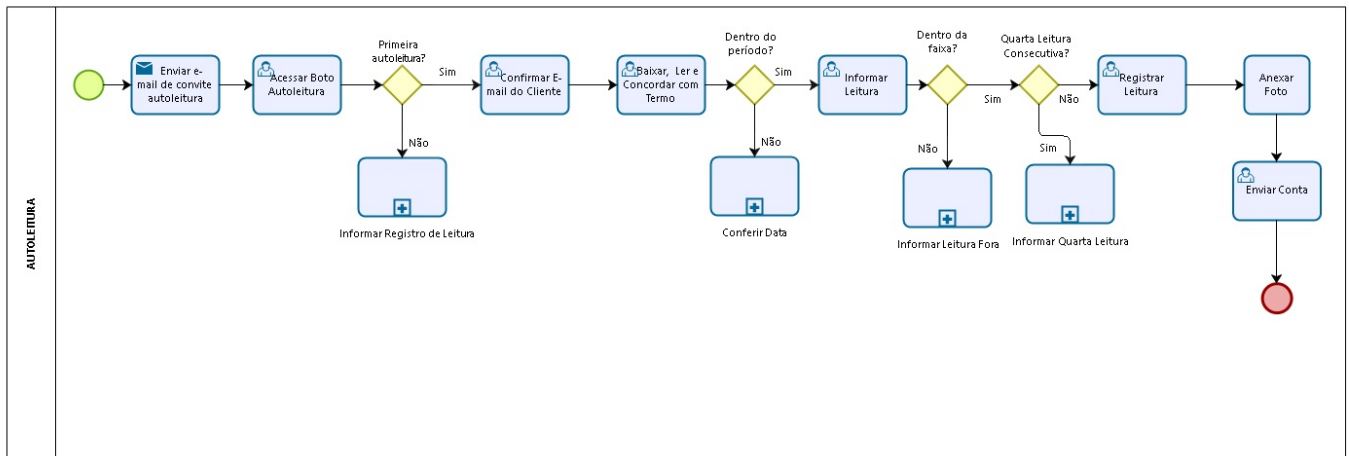 AUTOLEITURA
Enviar e-
mail de convite
autoleitura
Acessar Boto
Autoleitura
Primeira
autoleitura?
Sim
Não
Informar Registro de Leitura
Confirmar E-
mail do Cliente
Baixar, Ler e
Concordar com
Termo
Dentro do
período?
Sim
Não
Conferir Data
Informar
Leitura
Dentro da
faixa?
Sim
Não
Informar Leitura Fora
Quarta Leitura
Consecutiva?
Não
Sim
Informar Quarta Leitura
Registrar
Leitura
Anexar
Foto
Enviar Conta